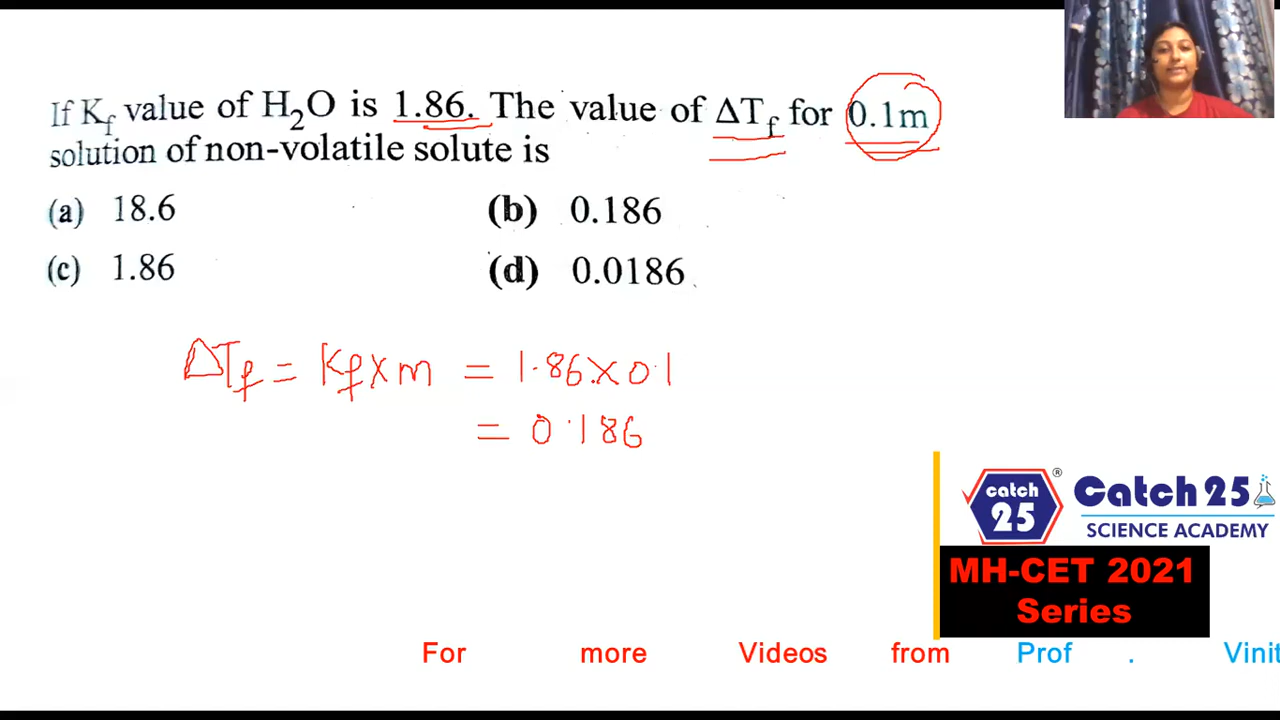 If Kf value of H2O is 1.86. The value of ΔTf for 0.1m
solution of non-volatile solute is
(a) 18.6
(b) 0.186
(c) 1.86
(d) 0.0186
ΔTf = Kf x m = 1.86 x 0.1
= 0.186
catch
25
®
Catch 25
SCIENCE ACADEMY
MH-CET 2021
Series
For more Videos from Prof . Vinit